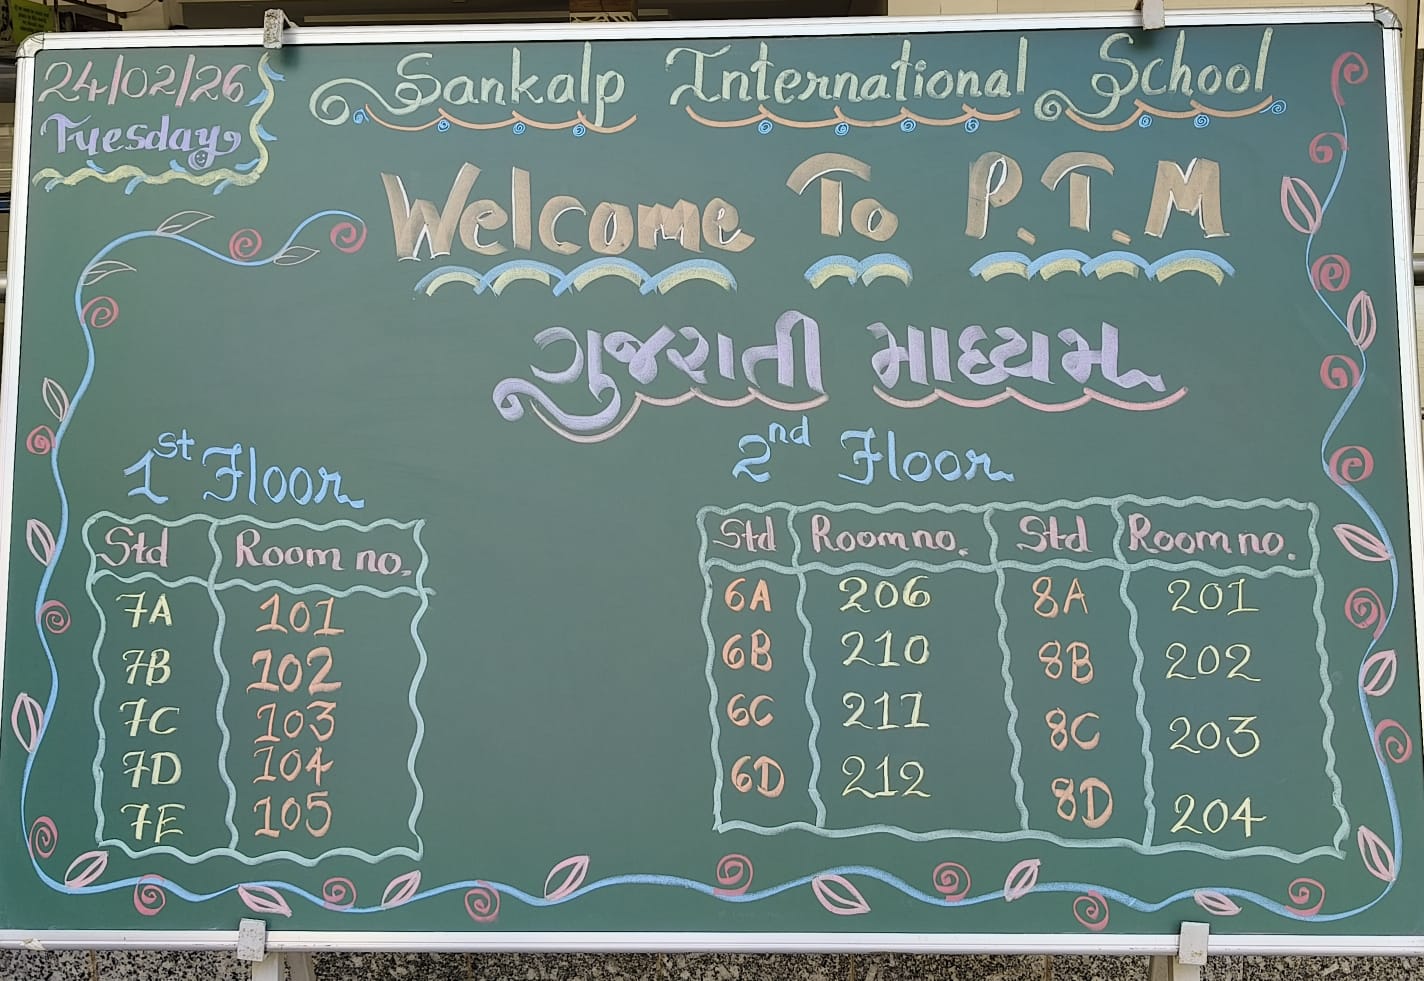 24/02/26
Tuesday
Sankalp International School
Welcome To P.T.M
ગુજરાતી માધ્યમ
1st Floor
Std Room no.
7A 101
7B 102
7C 103
7D 104
7E 105
2nd Floor
Std Room no. Std Room no.
6A 206 8A 201
6B 210 8B 202
6C 211 8C 203
6D 212 8D 204